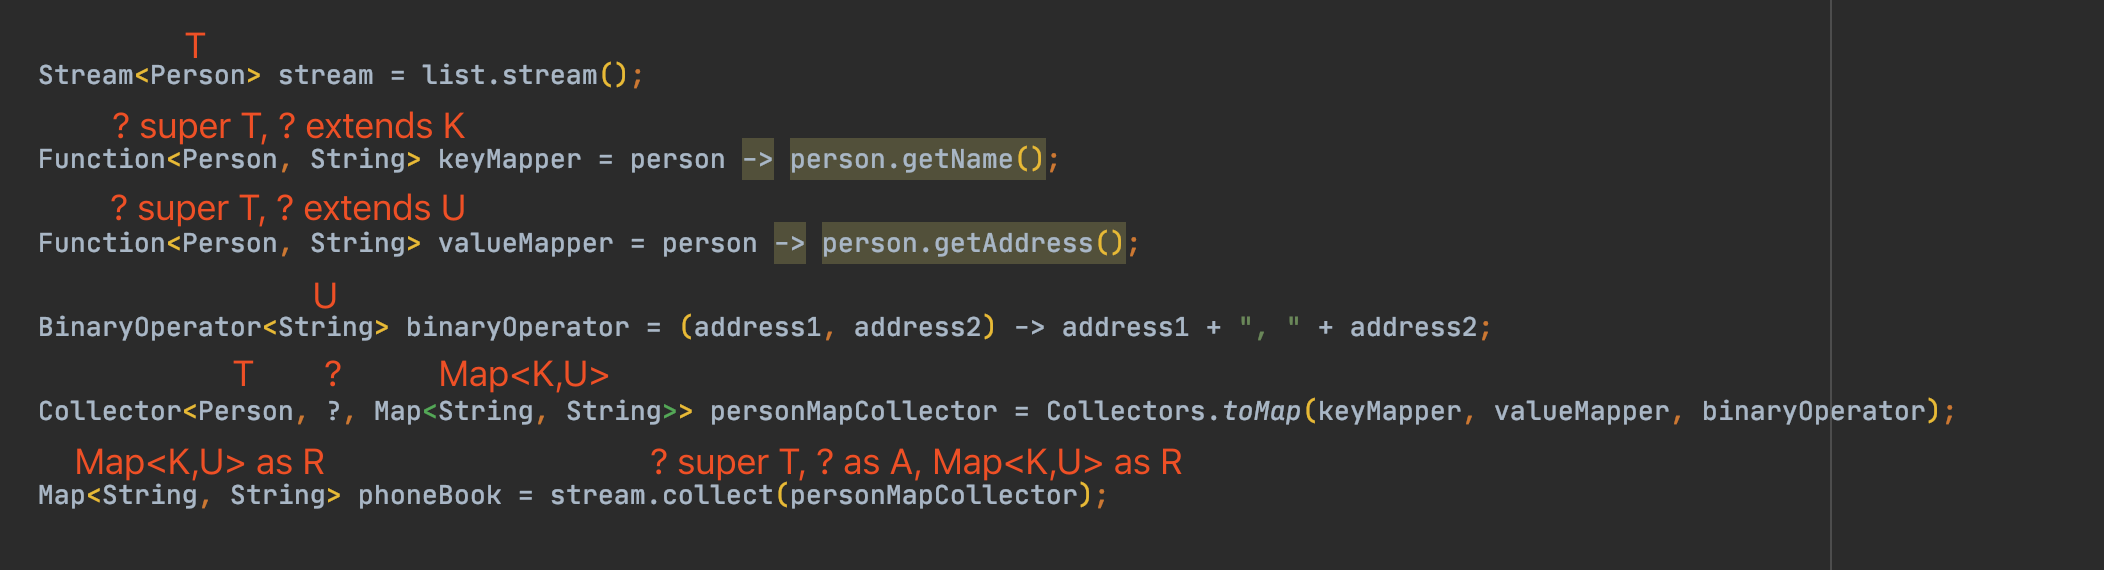 T
Stream<Person> stream = list.stream();
? super T, ? extends K
Function<Person, String> keyMapper = person -> person.getName();
? super T, ? extends U
Function<Person, String> valueMapper = person -> person.getAddress();
U
BinaryOperator<String> binaryOperator = (address1, address2) -> address1 + ", " + address2;
T ? Map<K,U>
Collector<Person, ?, Map<String, String>> personMapCollector = Collectors.toMap(keyMapper, valueMapper, binaryOperator);
Map<K,U> as R ? super T, ? as A, Map<K,U> as R
Map<String, String> phoneBook = stream.collect(personMapCollector);